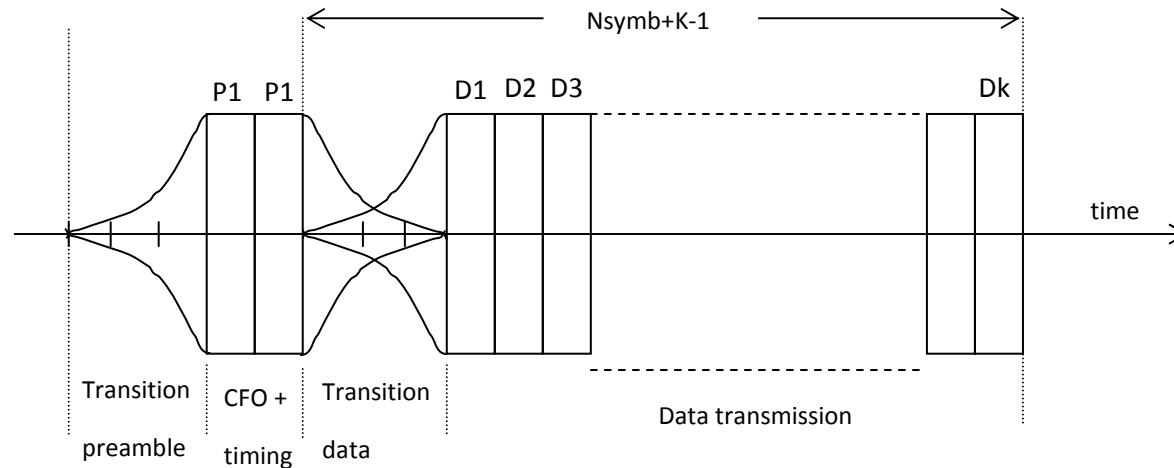 Nsymb+K-1
P1 P1 D1 D2 D3 Dk
time
Transition preamble
CFO + timing
Transition data
Data transmission